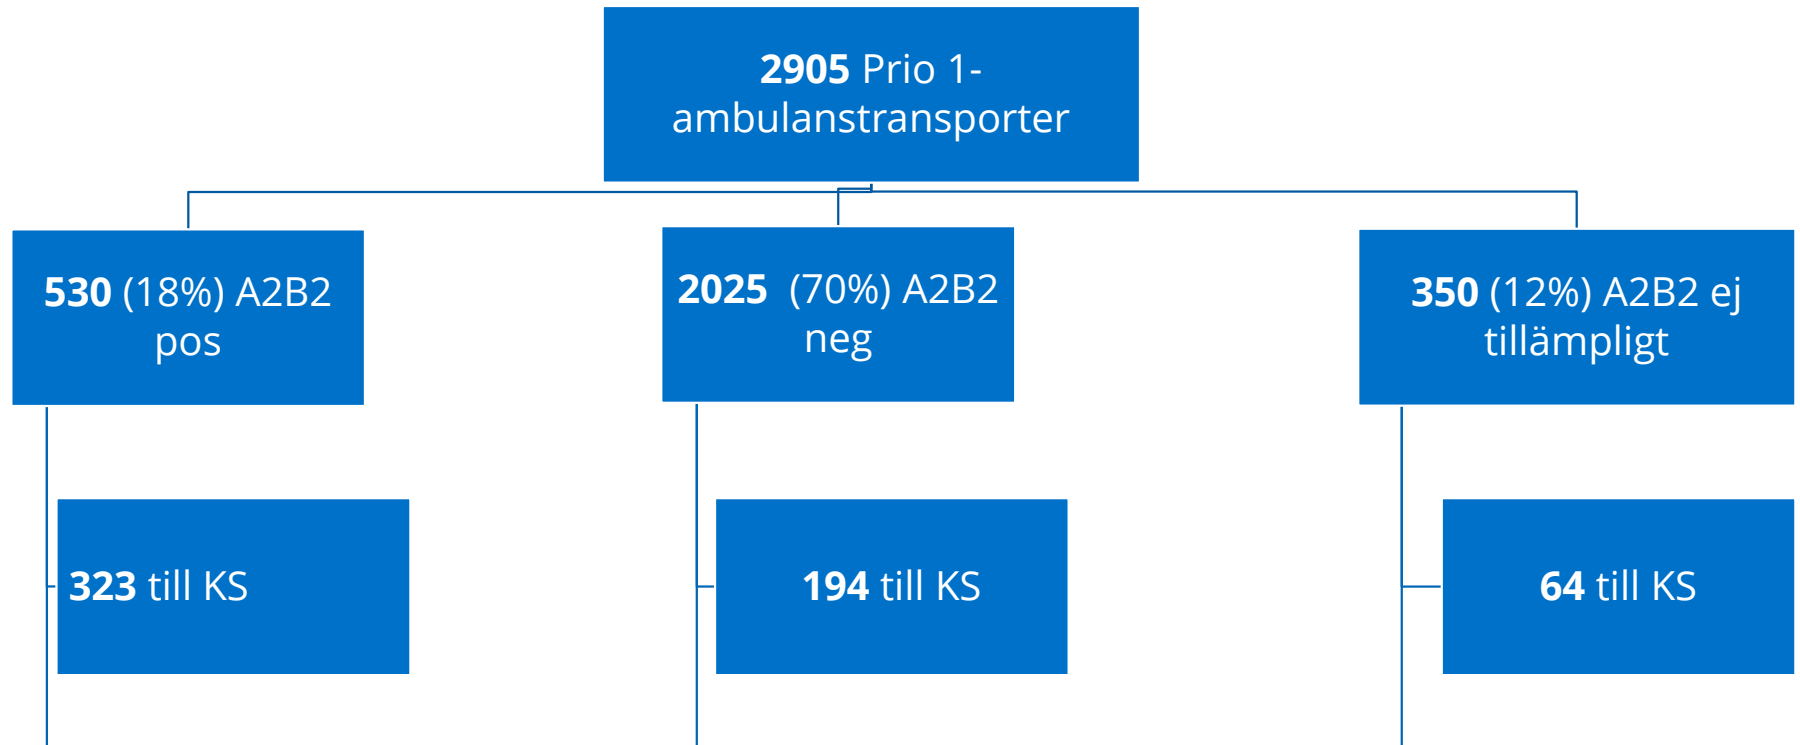 2905 Prio 1-
ambulanstransporter
530 (18%) A2B2
pos
2025 (70%) A2B2
neg
350 (12%) A2B2 ej
tillämpligt
323 till KS
194 till KS
64 till KS